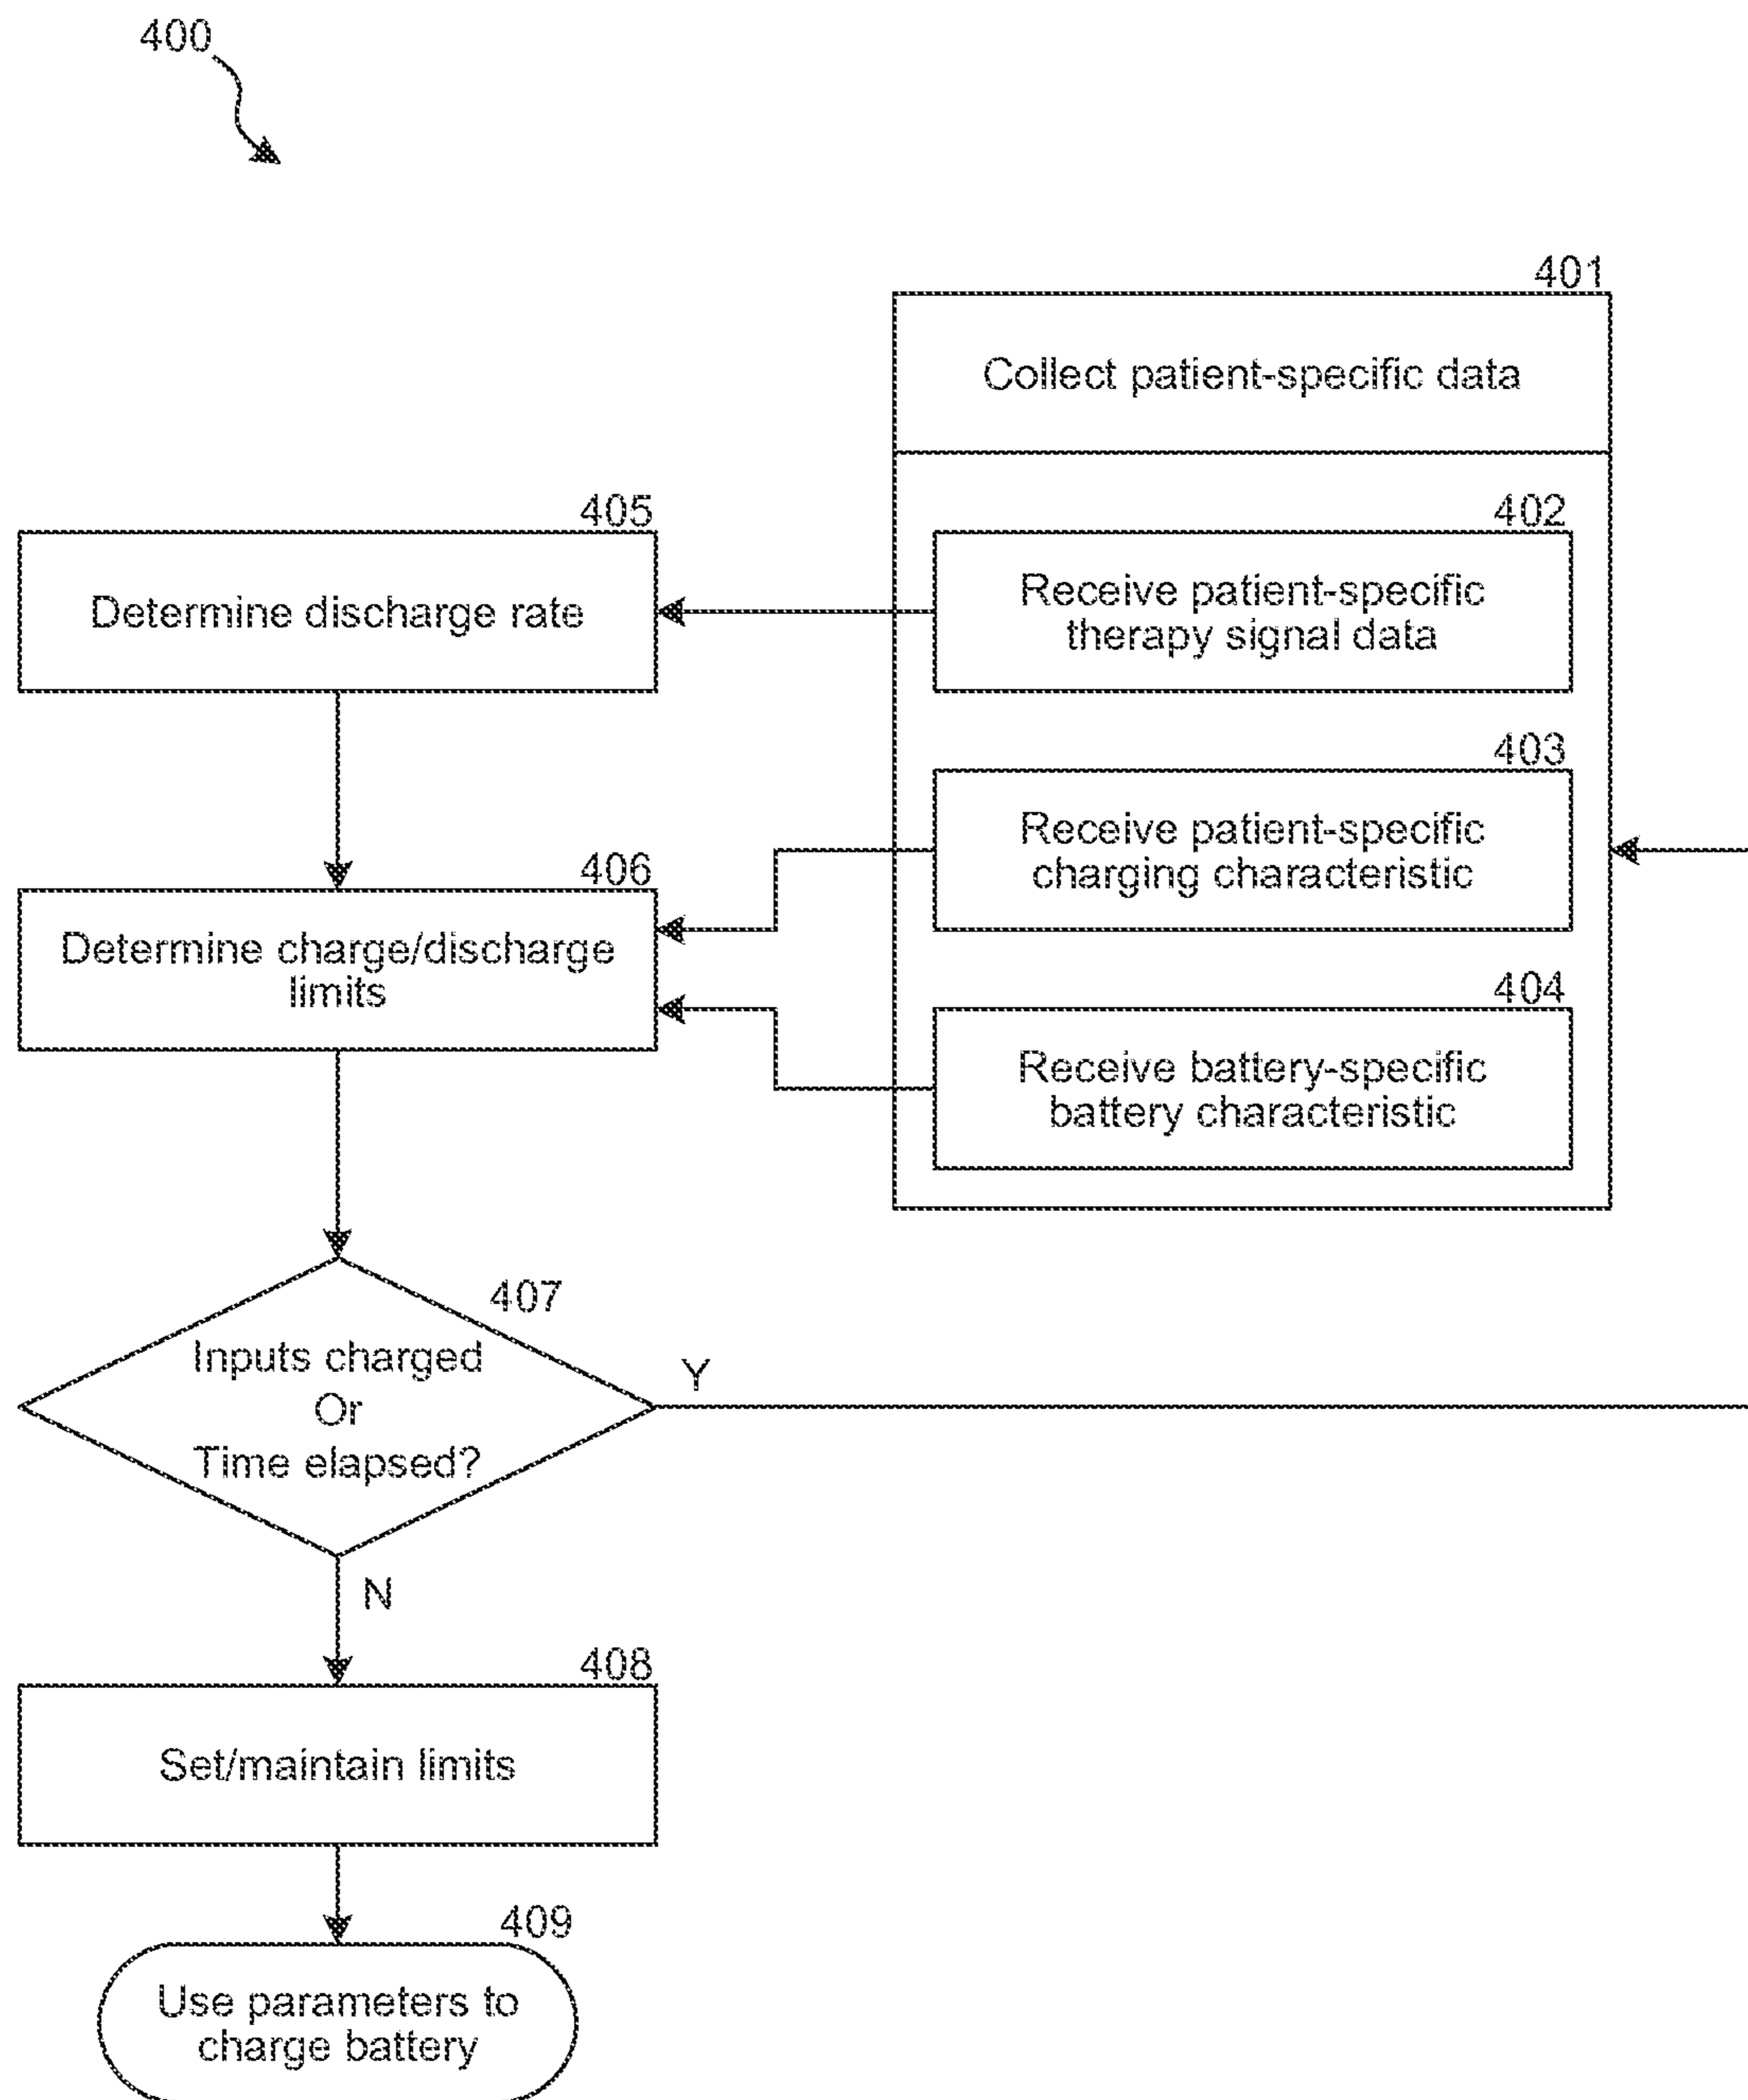 400
401
Collect patient-specific data
405
Determine discharge rate
402
Receive patient-specific
therapy signal data
403
Receive patient-specific
charging characteristic
406
Determine charge/discharge
limits
404
Receive battery-specific
battery characteristic
407
Inputs charged
Or
Time elapsed?
Y
N
408
Set/maintain limits
409
Use parameters to
charge battery